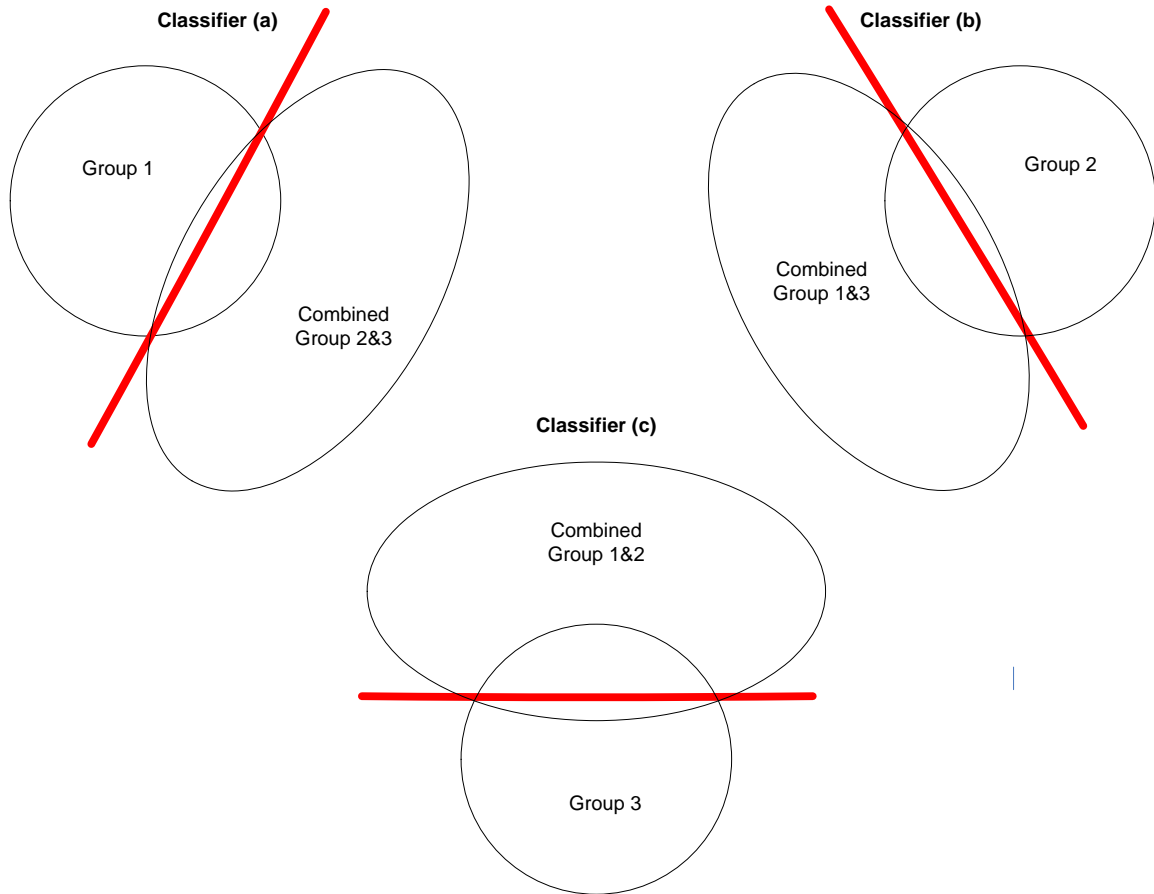 Classifier (a)
Classifier (b)
Group 1
Group 2
Combined
Group 1&3
Combined
Group 2&3
Classifier (c)
Combined
Group 1&2
Group 3